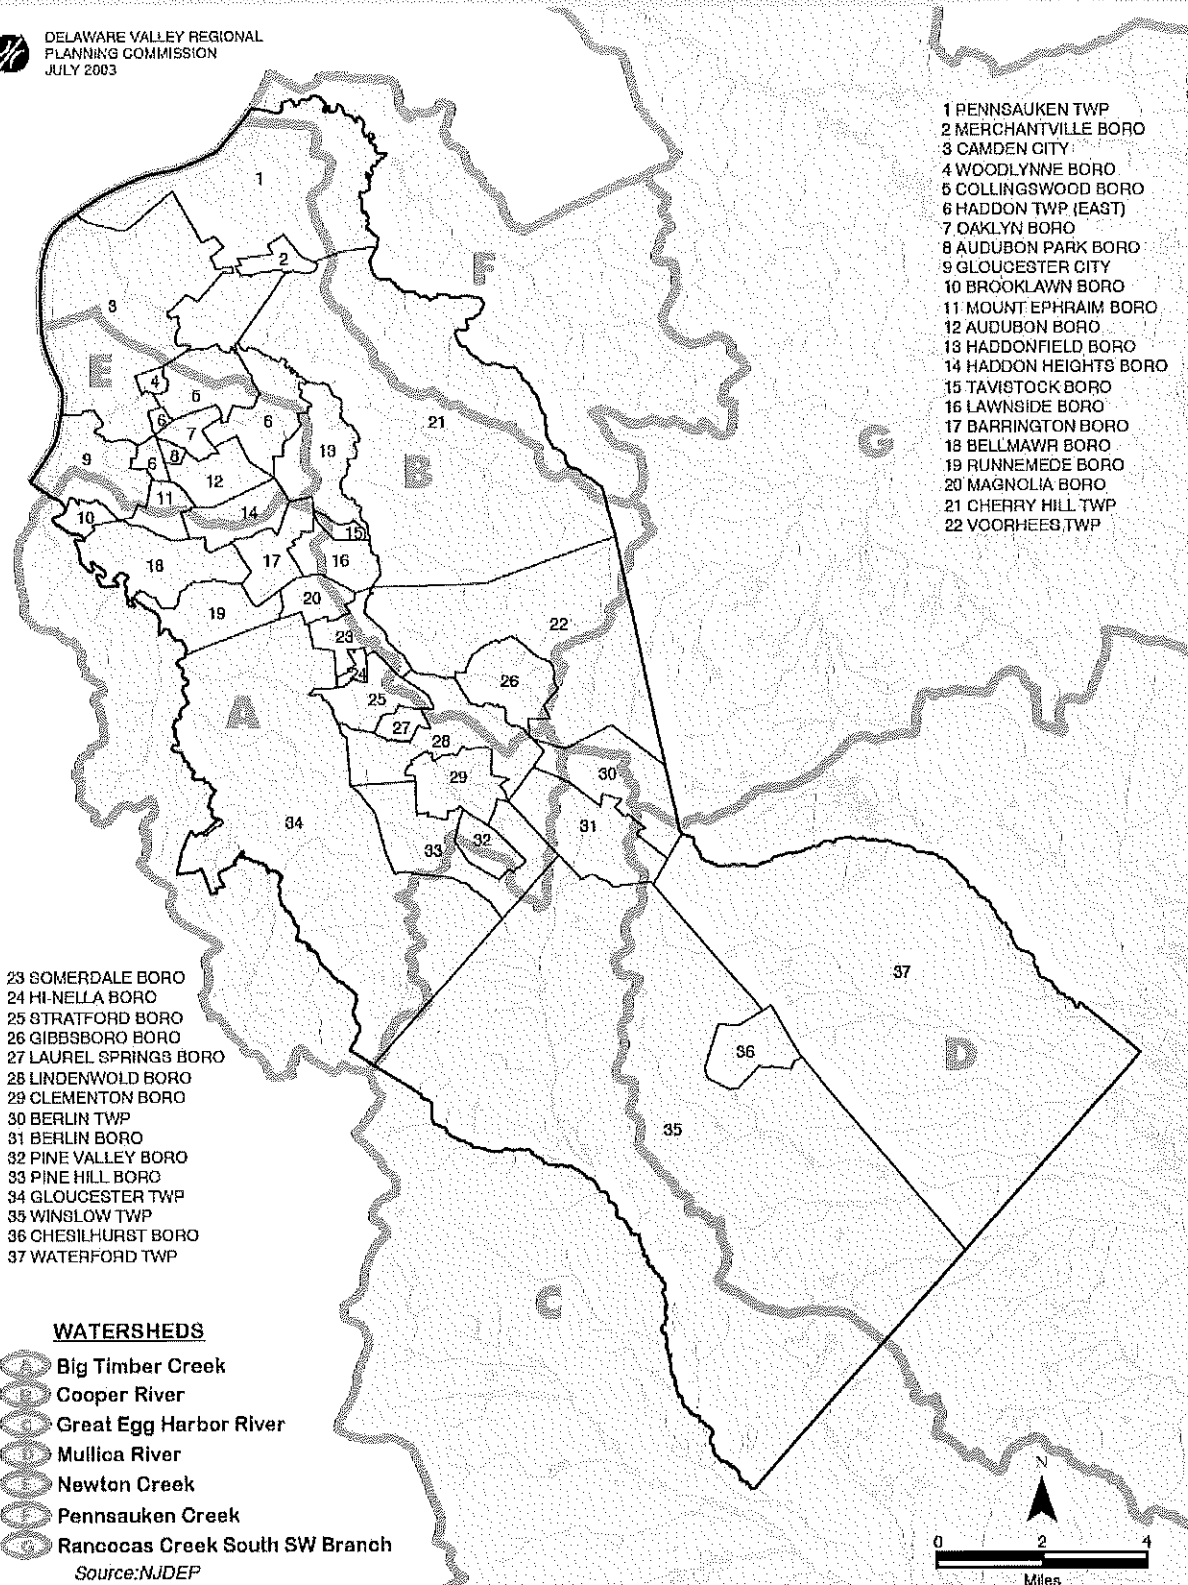 DELAWARE VALLEY REGIONAL
PLANNING COMMISSION
JULY 2003
1 PENNSAUKEN TWP
2 MERCHANTVILLE BORO
3 CAMDEN CITY
4 WOODLYNNE BORO
5 COLLINGSWOOD BORO
6 HADDON TWP (EAST)
7 OAKLYN BORO
8 AUDUBON PARK BORO
9 GLOUCESTER CITY
10 BROOKLAWN BORO
11 MOUNT EPHRAIM BORO
12 AUDUBON BORO
13 HADDONFIELD BORO
14 HADDON HEIGHTS BORO
15 TAVISTOCK BORO
16 LAWNSIDE BORO
17 BARRINGTON BORO
18 BELLMAWR BORO
19 RUNNEMEDE BORO
20 MAGNOLIA BORO
21 CHERRY HILL TWP
22 VOORHEES TWP
1
2
F
3
E
4
5
6
21
6
7
G
13
9
6
8
B
12
11
14
10
15
18
17
16
20
19
22
23
24
26
25
A
27
28
29
30
34
31
32
33
37
36
D
35
C
23 SOMERDALE BORO
24 HI-NELLA BORO
25 STRATFORD BORO
26 GIBBSBORO BORO
27 LAUREL SPRINGS BORO
28 LINDENWOLD BORO
29 CLEMENTON BORO
30 BERLIN TWP
31 BERLIN BORO
32 PINE VALLEY BORO
33 PINE HILL BORO
34 GLOUCESTER TWP
35 WINSLOW TWP
36 CHESILHURST BORO
37 WATERFORD TWP
WATERSHEDS
Big Timber Creek
Cooper River
Great Egg Harbor River
Mullica River
Newton Creek
Pennsauken Creek
Rancocas Creek South SW Branch
Source:NJDEP
N
0 2 4
Miles